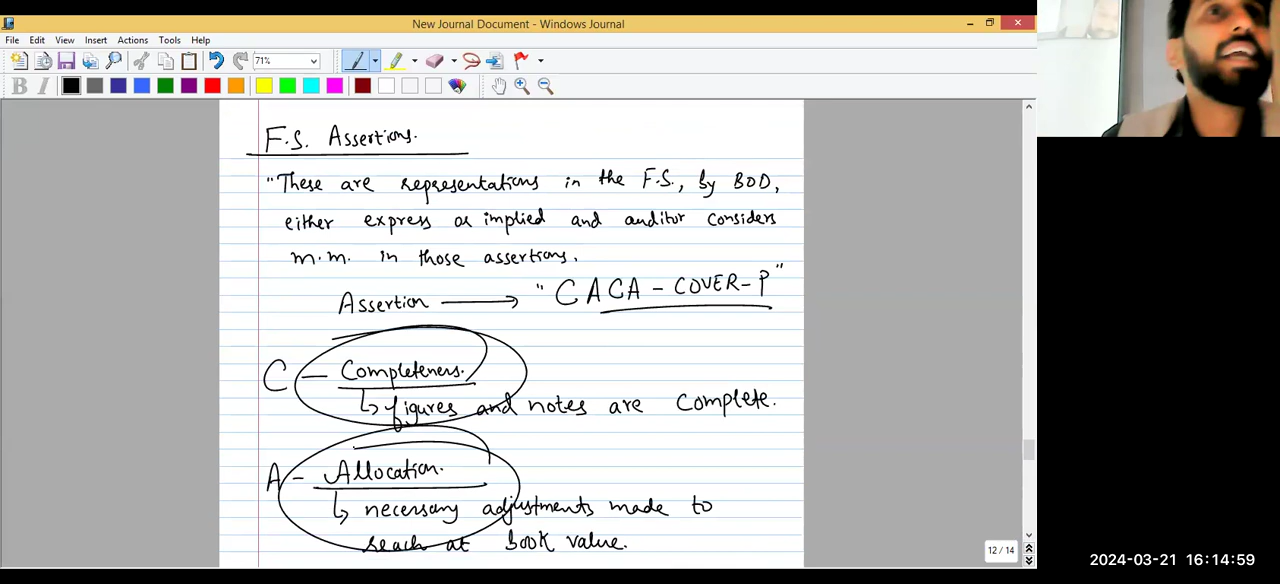 New Journal Document - Windows Journal
File Edit View Insert Actions Tools Help
71%
B I
F.S. Assertions.
"These are representations in the F.S., by BOD,
either express or implied and auditor considers
m.m. in those assertions.
Assertion → "CACA - COVER - P"
C - Completeness.
↳ figures and notes are complete.
A - Allocation.
↳ necessary adjustments made to
reach at Book value.
12 / 14
2024-03-21 16:14:59